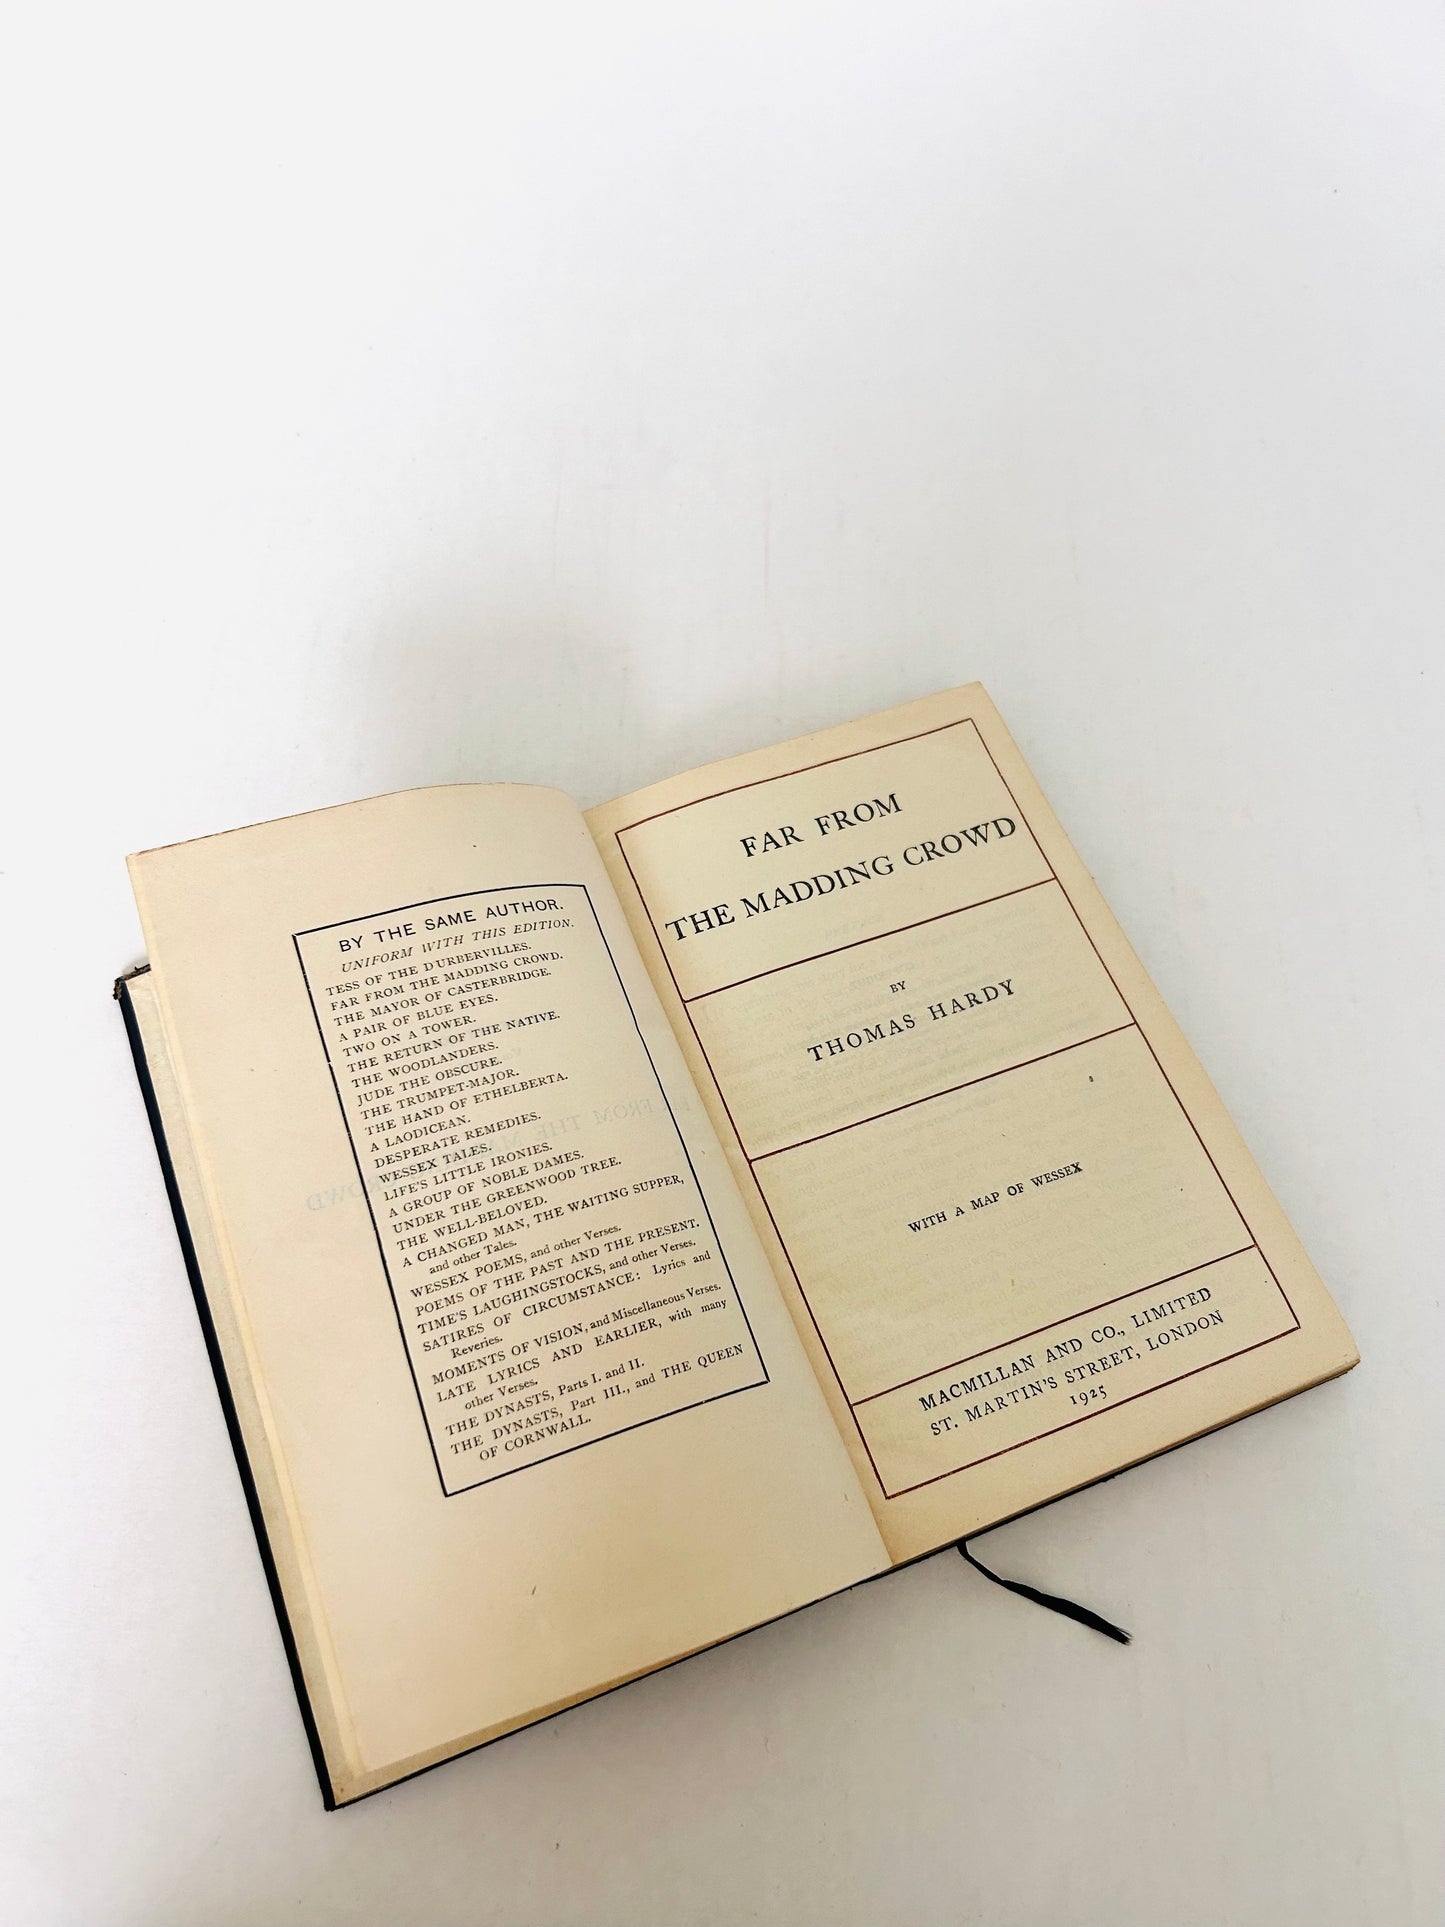 BY THE SAME AUTHOR.
UNIFORM WITH THIS EDITION.
TESS OF THE D'URBERVILLES.
FAR FROM THE MADDING CROWD.
THE MAYOR OF CASTERBRIDGE.
A PAIR OF BLUE EYES.
TWO ON A TOWER.
THE RETURN OF THE NATIVE.
THE WOODLANDERS.
JUDE THE OBSCURE.
THE TRUMPET-MAJOR.
THE HAND OF ETHELBERTA.
A LAODICEAN.
DESPERATE REMEDIES.
WESSEX TALES.
LIFE'S LITTLE IRONIES.
A GROUP OF NOBLE DAMES.
UNDER THE GREENWOOD TREE.
THE WELL-BELOVED.
A CHANGED MAN, THE WAITING SUPPER,
and other Tales.
WESSEX POEMS, and other Verses.
POEMS OF THE PAST AND THE PRESENT.
TIME'S LAUGHINGSTOCKS, and other Verses.
SATIRES OF CIRCUMSTANCE: Lyrics and
Reveries.
MOMENTS OF VISION, and Miscellaneous Verses.
LATE LYRICS AND EARLIER, with many
other Verses.
THE DYNASTS, Parts I. and II.
THE DYNASTS, Part III., and THE QUEEN
OF CORNWALL.
FAR FROM
THE MADDING CROWD
BY
THOMAS HARDY
WITH A MAP OF WESSEX
MACMILLAN AND CO., LIMITED
ST. MARTIN'S STREET, LONDON
1925